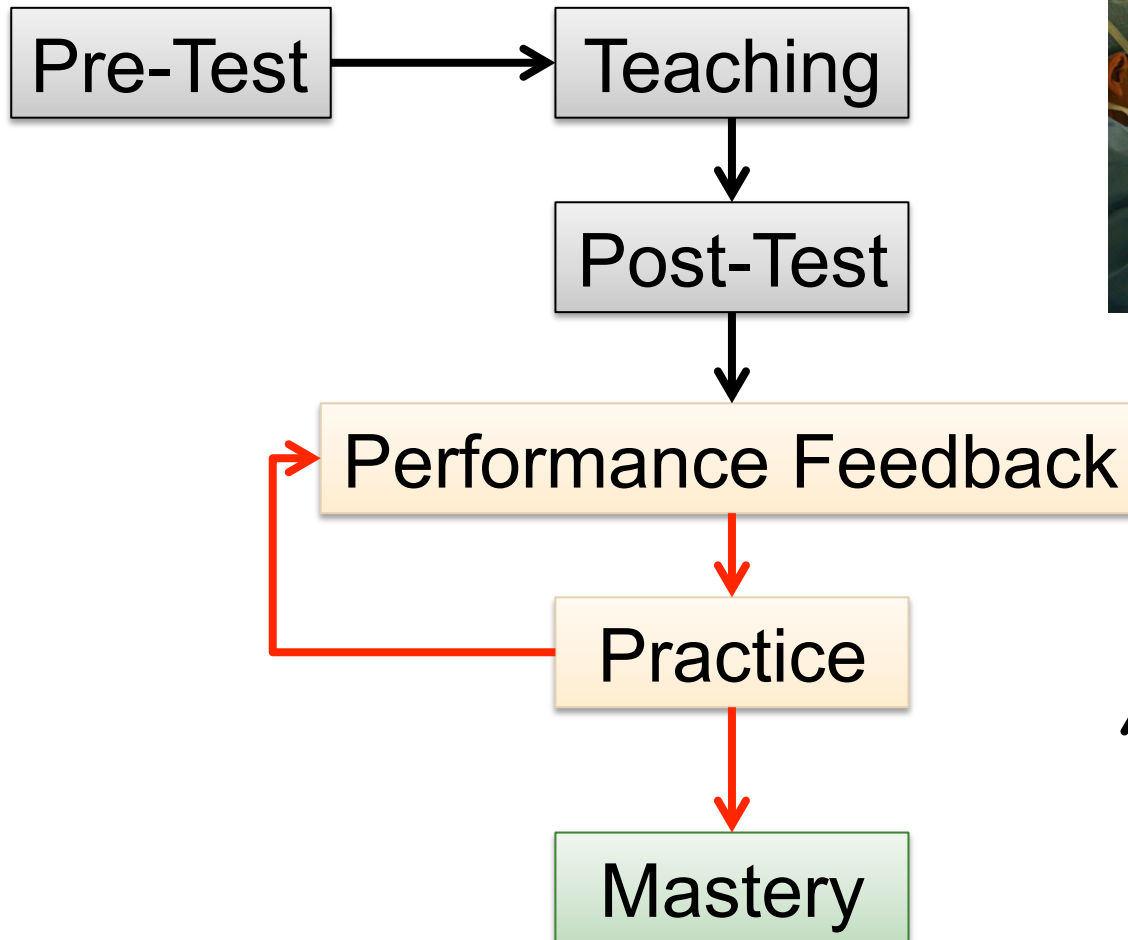 Pre-Test
Teaching
Post-Test
Performance Feedback
Practice
Mastery